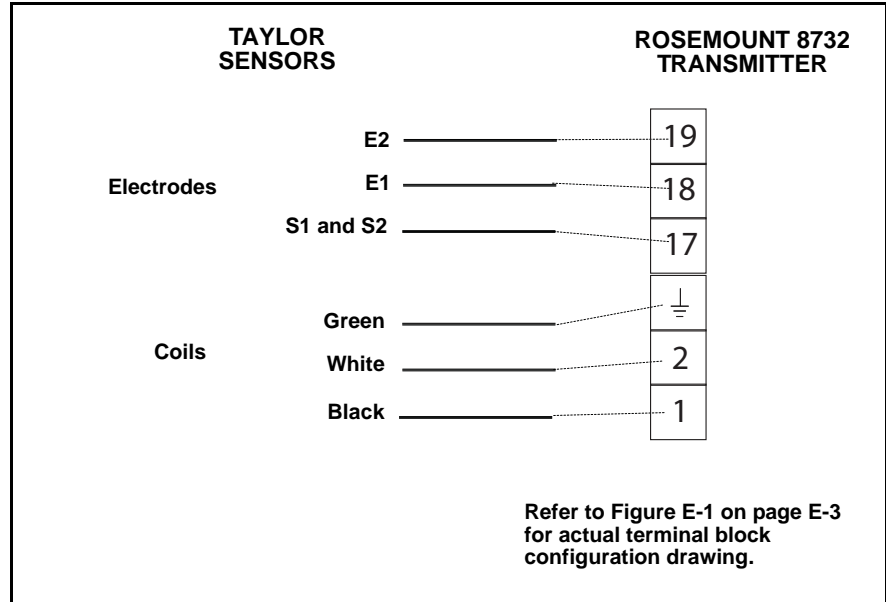 TAYLOR
SENSORS
ROSEMOUNT 8732
TRANSMITTER
E2
19
Electrodes
E1
18
S1 and S2
17
Green
Coils
White
2
Black
1
Refer to Figure E-1 on page E-3
for actual terminal block
configuration drawing.